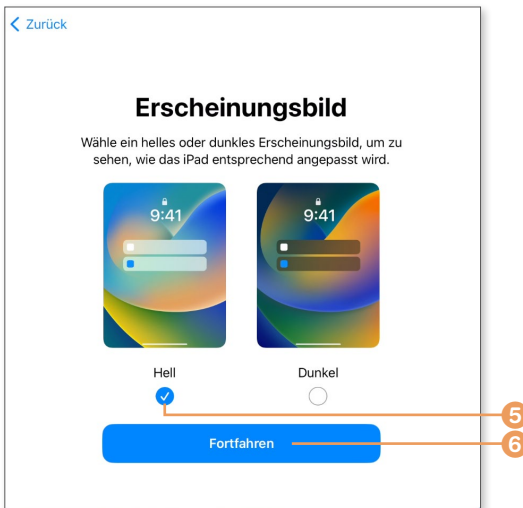 Zurück
Erscheinungsbild
Wähle ein helles oder dunkles Erscheinungsbild, um zu
sehen, wie das iPad entsprechend angepasst wird.
9:41
9:41
Hell
Dunkel
5
Fortfahren
6